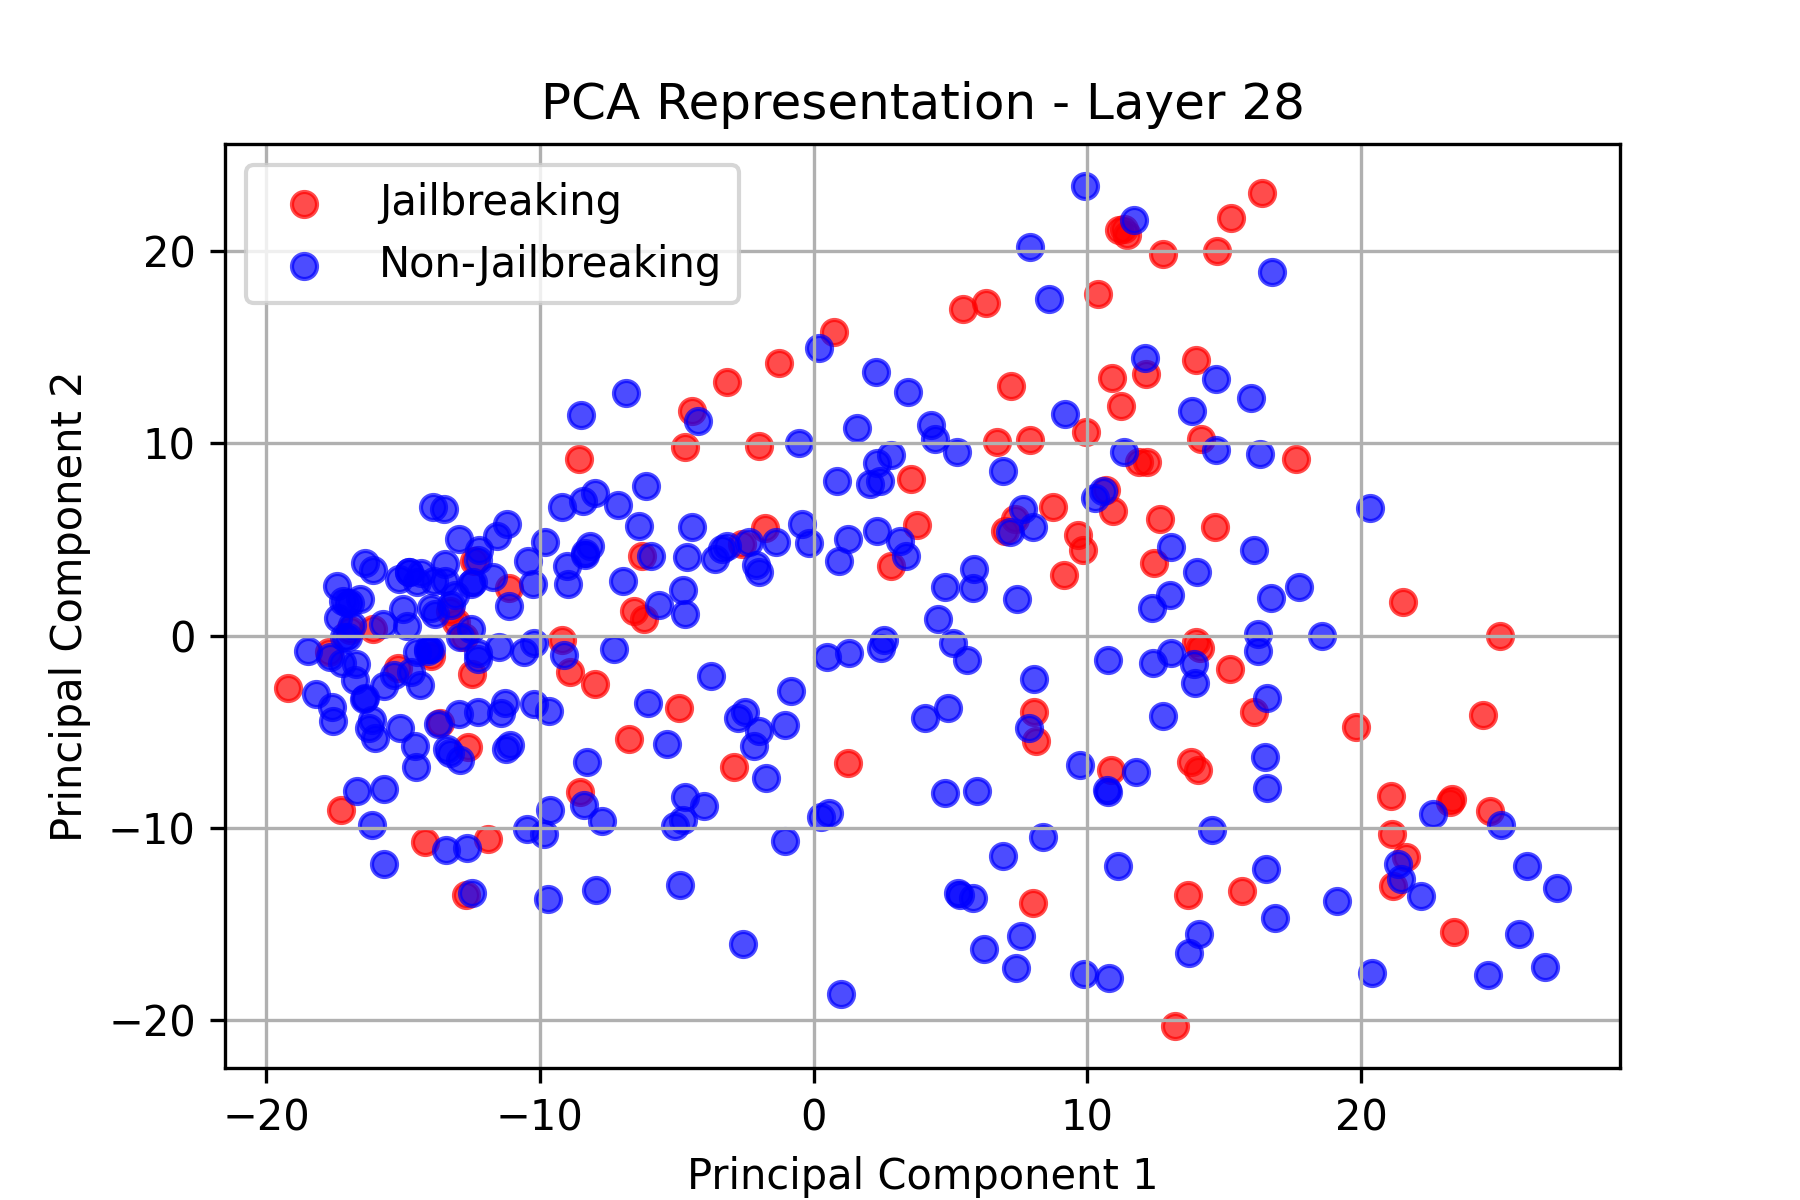 PCA Representation - Layer 28
Jailbreaking
Non-Jailbreaking
Principal Component 2
20
10
0
−10
−20
−20
−10
0
10
20
Principal Component 1